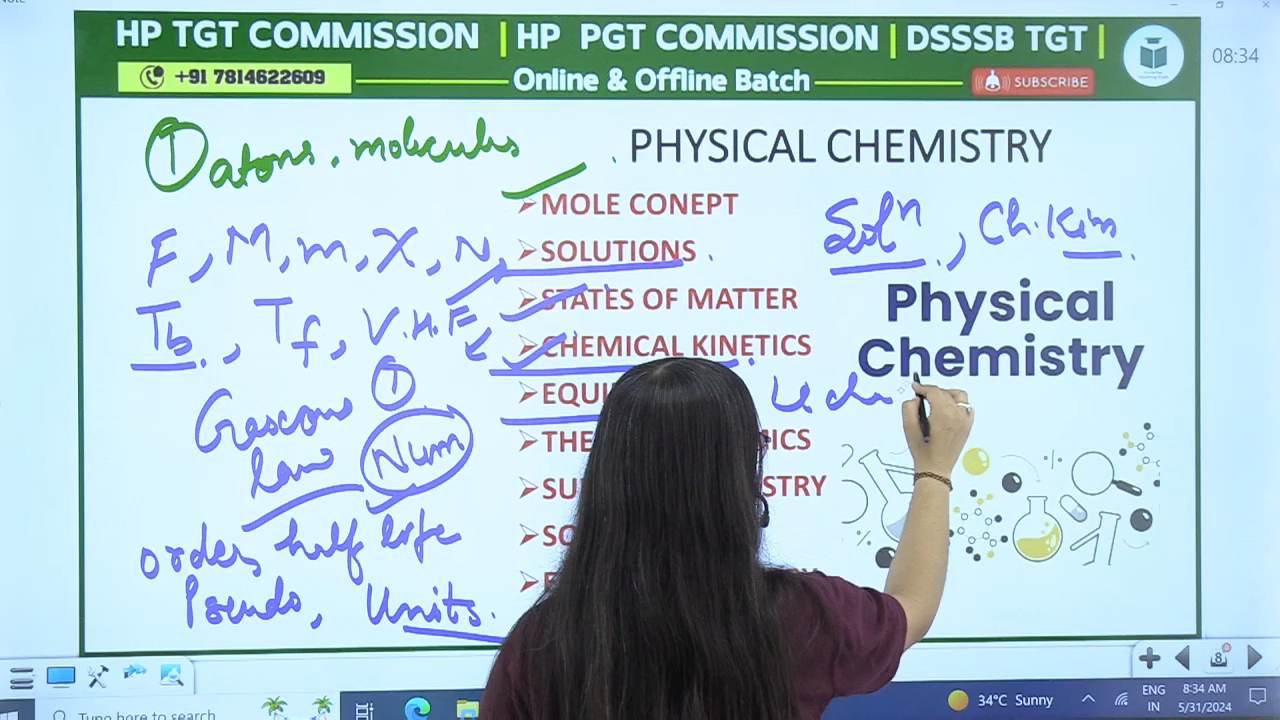 HP TGT COMMISSION | HP PGT COMMISSION | DSSSB TGT |
+91 7814622609
Online & Offline Batch
SUBSCRIBE
08:34
① atoms, molecules
PHYSICAL CHEMISTRY
➢MOLE CONEPT
➢SOLUTIONS
➢STATES OF MATTER
➢CHEMICAL KINETICS
➢EQUI
➢THE ICS
➢SU STRY
➢SO
F, M, m, X, N,
Tb, Tf, V.H.F
①
law
Num
order, half life
Pseudo, Units.
Solⁿ, Ch. Kin.
Physical
Chemistry
Le cha
8
Type here to search
34°C Sunny
ENG
IN
8:34 AM
5/31/2024